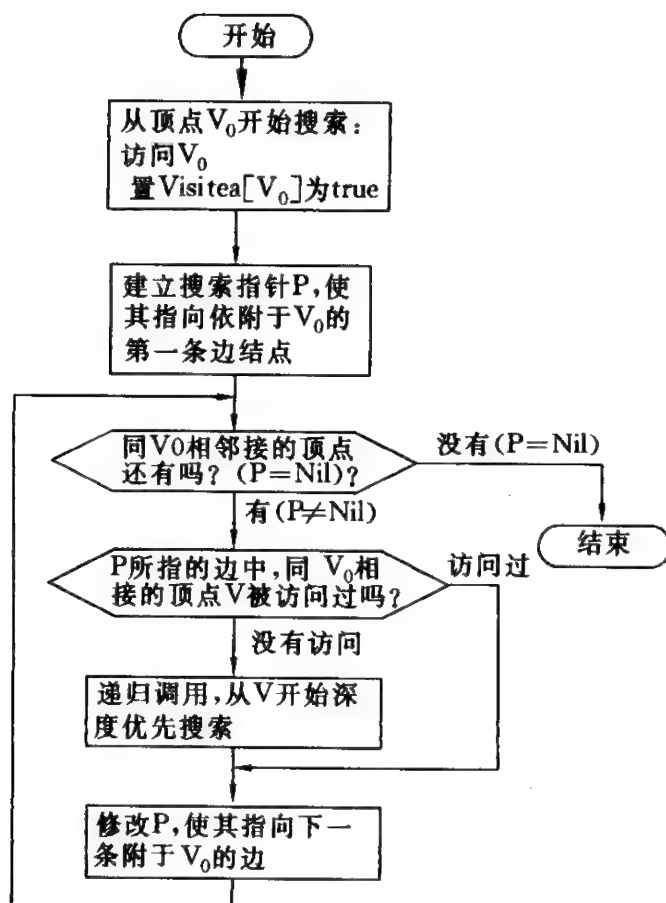 开始
从顶点V₀开始搜索:
访问V₀
置Visitea[V₀]为true
建立搜索指针P,使
其指向依附于V₀的
第一条边结点
同V0相邻接的顶点
还有吗? (P=Nil)?
没有(P=Nil)
有(P≠Nil)
结束
P所指的边中,同 V₀相
接的顶点V被访问过吗?
访问过
没有访问
递归调用,从V开始深
度优先搜索
修改P,使其指向下一
条附于V₀的边